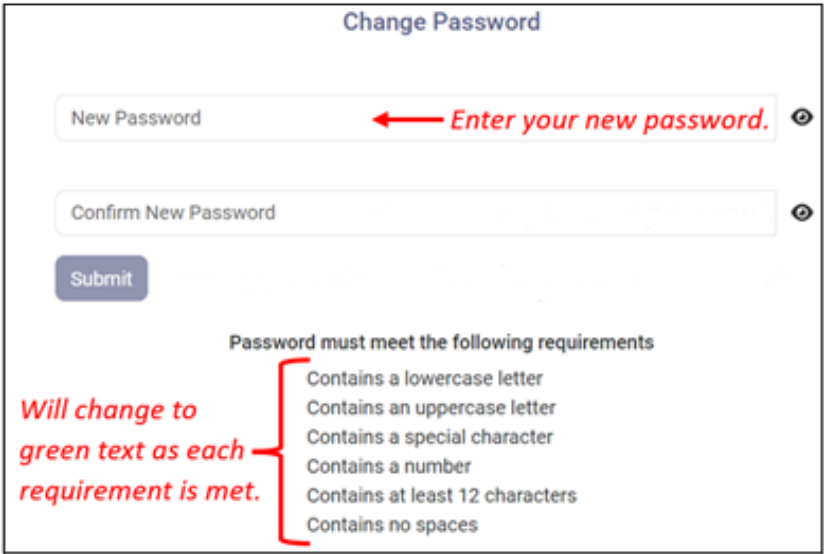 Change Password
New Password
Enter your new password.
Confirm New Password
Submit
Password must meet the following requirements
Contains a lowercase letter
Contains an uppercase letter
Contains a special character
Contains a number
Contains at least 12 characters
Contains no spaces
Will change to
green text as each
requirement is met.